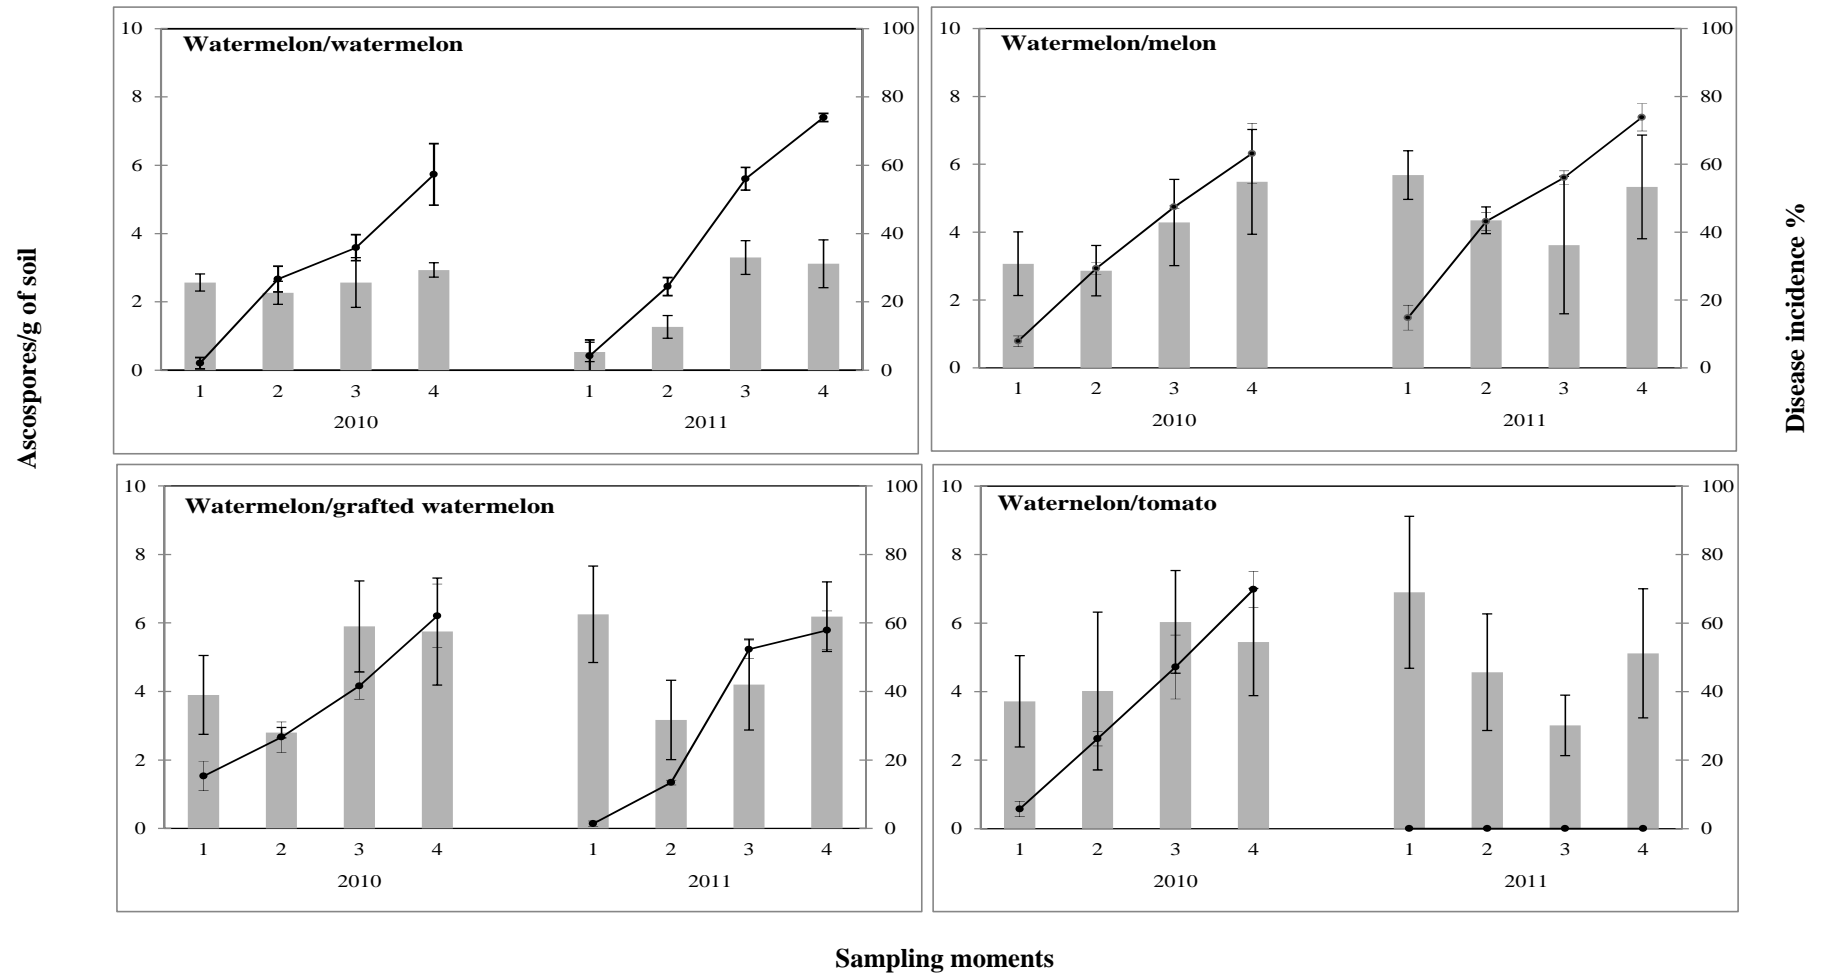 Ascospores/g of soil
Disease incidence %
Watermelon/watermelon
10 8 6 4 2 0
100 80 60 40 20 0
1 2 3 4 1 2 3 4
2010 2011
Watermelon/melon
10 8 6 4 2 0
100 80 60 40 20 0
1 2 3 4 1 2 3 4
2010 2011
Watermelon/grafted watermelon
10 8 6 4 2 0
100 80 60 40 20 0
1 2 3 4 1 2 3 4
2010 2011
Waternelon/tomato
10 8 6 4 2 0
100 80 60 40 20 0
1 2 3 4 1 2 3 4
2010 2011
Sampling moments